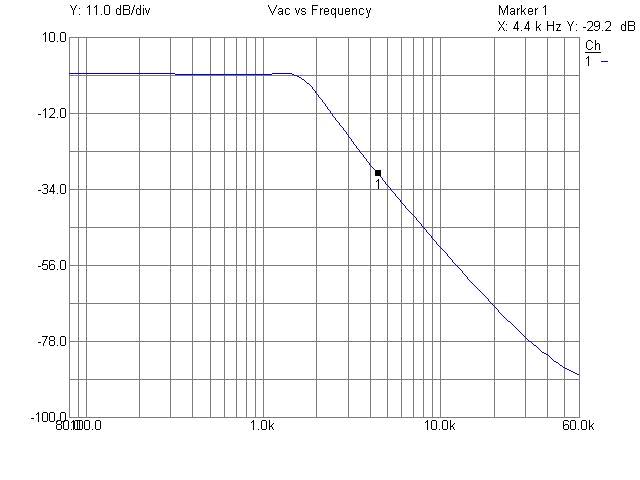 Y: 11.0 dB/div Vac vs Frequency Marker 1
X: 4.4 k Hz Y: -29.2 dB
10.0
Ch
1 –
-12.0
-34.0
1
-56.0
-78.0
-100.0
80.0 100.0 1.0k 10.0k 60.0k